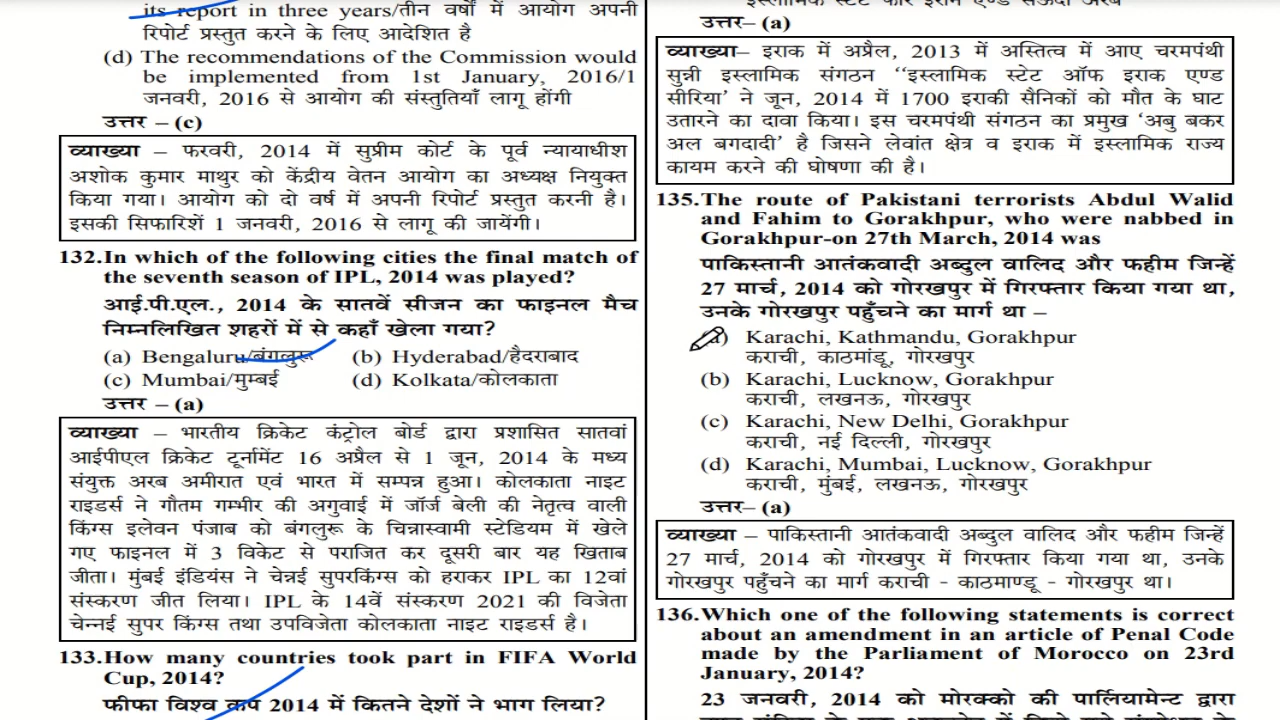 its report in three years/तीन वर्षों में आयोग अपनी
रिपोर्ट प्रस्तुत करने के लिए आदेशित है
(d) The recommendations of the Commission would
be implemented from 1st January, 2016/1
जनवरी, 2016 से आयोग की संस्तुतियाँ लागू होंगी
उत्तर – (c)
व्याख्या – फरवरी, 2014 में सुप्रीम कोर्ट के पूर्व न्यायाधीश
अशोक कुमार माथुर को केंद्रीय वेतन आयोग का अध्यक्ष नियुक्त
किया गया। आयोग को दो वर्ष में अपनी रिपोर्ट प्रस्तुत करनी है।
इसकी सिफारिशें 1 जनवरी, 2016 से लागू की जायेंगी।
132.In which of the following cities the final match of
the seventh season of IPL, 2014 was played?
आई.पी.एल., 2014 के सातवें सीजन का फाइनल मैच
निम्नलिखित शहरों में से कहाँ खेला गया?
(a) Bengaluru/बंगलुरू (b) Hyderabad/हैदराबाद
(c) Mumbai/मुम्बई (d) Kolkata/कोलकाता
उत्तर – (a)
व्याख्या – भारतीय क्रिकेट कंट्रोल बोर्ड द्वारा प्रशासित सातवां
आईपीएल क्रिकेट टूर्नामेंट 16 अप्रैल से 1 जून, 2014 के मध्य
संयुक्त अरब अमीरात एवं भारत में सम्पन्न हुआ। कोलकाता नाइट
राइडर्स ने गौतम गम्भीर की अगुवाई में जॉर्ज बेली की नेतृत्व वाली
किंग्स इलेवन पंजाब को बंगलुरू के चिन्नास्वामी स्टेडियम में खेले
गए फाइनल में 3 विकेट से पराजित कर दूसरी बार यह खिताब
जीता। मुंबई इंडियंस ने चेन्नई सुपरकिंग्स को हराकर IPL का 12वां
संस्करण जीत लिया। IPL के 14वें संस्करण 2021 की विजेता
चेन्नई सुपर किंग्स तथा उपविजेता कोलकाता नाइट राइडर्स है।
133.How many countries took part in FIFA World
Cup, 2014?
फीफा विश्व कप 2014 में कितने देशों ने भाग लिया?
उत्तर– (a)
व्याख्या– इराक में अप्रैल, 2013 में अस्तित्व में आए चरमपंथी
सुन्नी इस्लामिक संगठन ‘‘इस्लामिक स्टेट ऑफ इराक एण्ड
सीरिया’ ने जून, 2014 में 1700 इराकी सैनिकों को मौत के घाट
उतारने का दावा किया। इस चरमपंथी संगठन का प्रमुख ‘अबु बकर
अल बगदादी’ है जिसने लेवांत क्षेत्र व इराक में इस्लामिक राज्य
कायम करने की घोषणा की है।
135.The route of Pakistani terrorists Abdul Walid
and Fahim to Gorakhpur, who were nabbed in
Gorakhpur-on 27th March, 2014 was
पाकिस्तानी आतंकवादी अब्दुल वालिद और फहीम जिन्हें
27 मार्च, 2014 को गोरखपुर में गिरफ्तार किया गया था,
उनके गोरखपुर पहुँचने का मार्ग था –
Karachi, Kathmandu, Gorakhpur
कराची, काठमांडू, गोरखपुर
(b) Karachi, Lucknow, Gorakhpur
कराची, लखनऊ, गोरखपुर
(c) Karachi, New Delhi, Gorakhpur
कराची, नई दिल्ली, गोरखपुर
(d) Karachi, Mumbai, Lucknow, Gorakhpur
कराची, मुंबई, लखनऊ, गोरखपुर
उत्तर– (a)
व्याख्या – पाकिस्तानी आतंकवादी अब्दुल वालिद और फहीम जिन्हें
27 मार्च, 2014 को गोरखपुर में गिरफ्तार किया गया था, उनके
गोरखपुर पहुँचने का मार्ग कराची - काठमाण्डू - गोरखपुर था।
136.Which one of the following statements is correct
about an amendment in an article of Penal Code
made by the Parliament of Morocco on 23rd
January, 2014?
23 जनवरी, 2014 को मोरक्को की पार्लियामेन्ट द्वारा